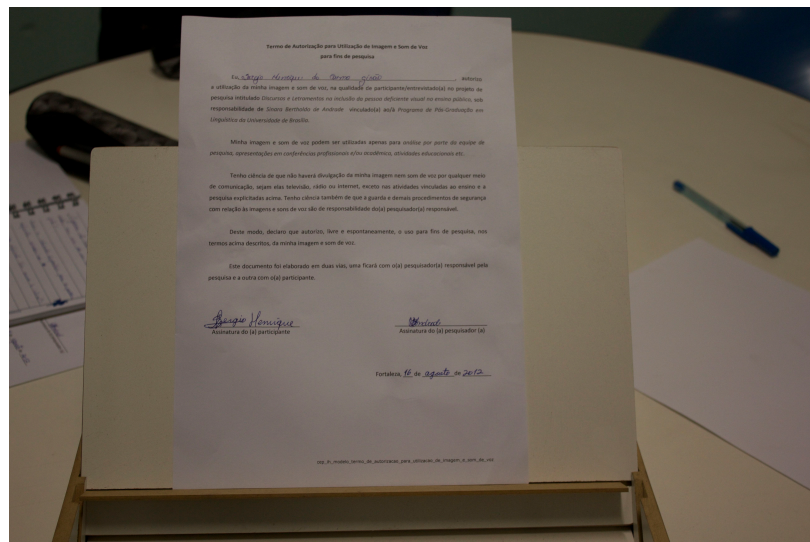 Termo de Autorização para Utilização de Imagem e Som de Voz
para fins de pesquisa
Eu, Sergio Henrique de , autorizo
a utilização da minha imagem e som de voz, na qualidade de participante/entrevistado(a) no projeto de
pesquisa intitulado Discursos e Letramentos na inclusão da pessoa deficiente visual no ensino público, sob
responsabilidade de Sinara Bertholdo de Andrade vinculado(a) ao/à Programa de Pós-Graduação em
Linguística da Universidade de Brasília.
Minha imagem e som de voz podem ser utilizadas apenas para análise por parte da equipe de
pesquisa, apresentações em conferências profissionais e/ou acadêmica, atividades educacionais etc.
Tenho ciência de que não haverá divulgação da minha imagem nem som de voz por qualquer meio
de comunicação, sejam elas televisão, rádio ou internet, exceto nas atividades vinculadas ao ensino e a
pesquisa explicitadas acima. Tenho ciência também de que a guarda e demais procedimentos de segurança
com relação às imagens e sons de voz são de responsabilidade do(a) pesquisador(a) responsável.
Deste modo, declaro que autorizo, livre e espontaneamente, o uso para fins de pesquisa, nos
termos acima descritos, da minha imagem e som de voz.
Este documento foi elaborado em duas vias, uma ficará com o(a) pesquisador(a) responsável pela
pesquisa e a outra com o(a) participante.
Sergio Henrique
Assinatura do (a) participante
Assinatura do (a) pesquisador (a)
Fortaleza, 16 de agosto de 2012
cep_ih_modelo_termo_de_autorizacao_para_utilizacao_de_imagem_e_som_de_voz